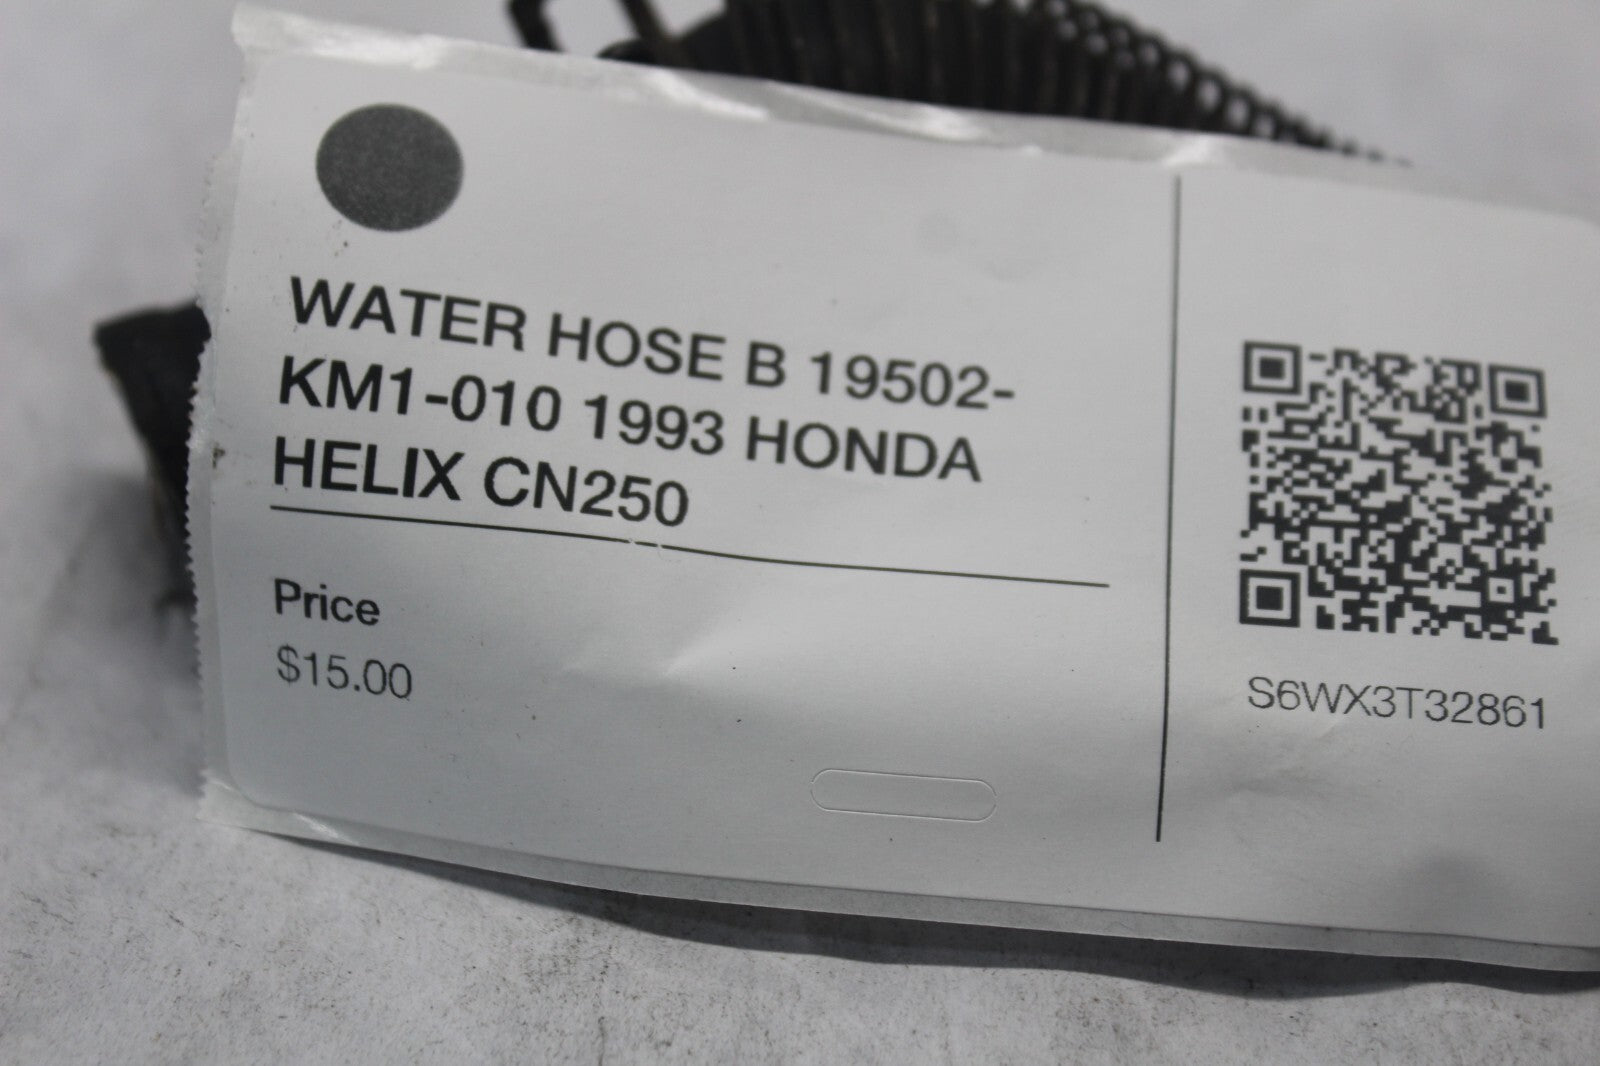 WATER HOSE B 19502-
KM1-010 1993 HONDA
HELIX CN250
Price
$15.00
S6WX3T32861